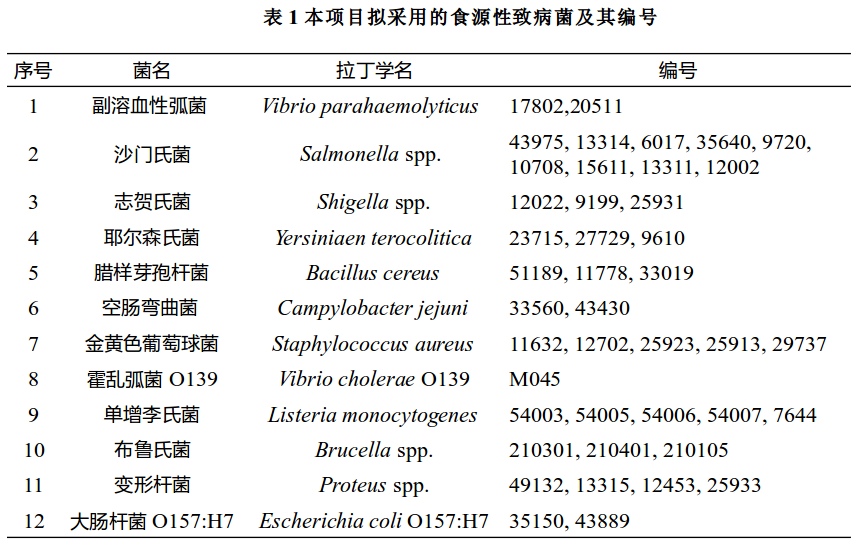 表 1 本项目拟采用的食源性致病菌及其编号
序号 菌名 拉丁学名 编号
1 副溶血性弧菌 Vibrio parahaemolyticus 17802,20511
2 沙门氏菌 Salmonella spp. 43975, 13314, 6017, 35640, 9720,
10708, 15611, 13311, 12002
3 志贺氏菌 Shigella spp. 12022, 9199, 25931
4 耶尔森氏菌 Yersiniaen terocolitica 23715, 27729, 9610
5 腊样芽孢杆菌 Bacillus cereus 51189, 11778, 33019
6 空肠弯曲菌 Campylobacter jejuni 33560, 43430
7 金黄色葡萄球菌 Staphylococcus aureus 11632, 12702, 25923, 25913, 29737
8 霍乱弧菌 O139 Vibrio cholerae O139 M045
9 单增李氏菌 Listeria monocytogenes 54003, 54005, 54006, 54007, 7644
10 布鲁氏菌 Brucella spp. 210301, 210401, 210105
11 变形杆菌 Proteus spp. 49132, 13315, 12453, 25933
12 大肠杆菌 O157:H7 Escherichia coli O157:H7 35150, 43889